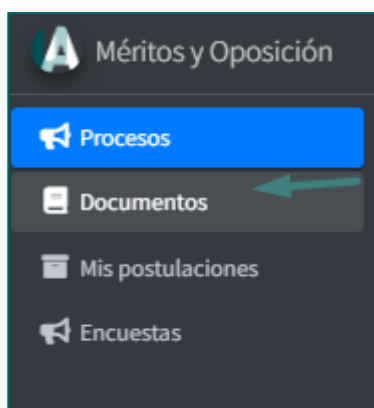 Méritos y Oposición
Procesos
Documentos
Mis postulaciones
Encuestas